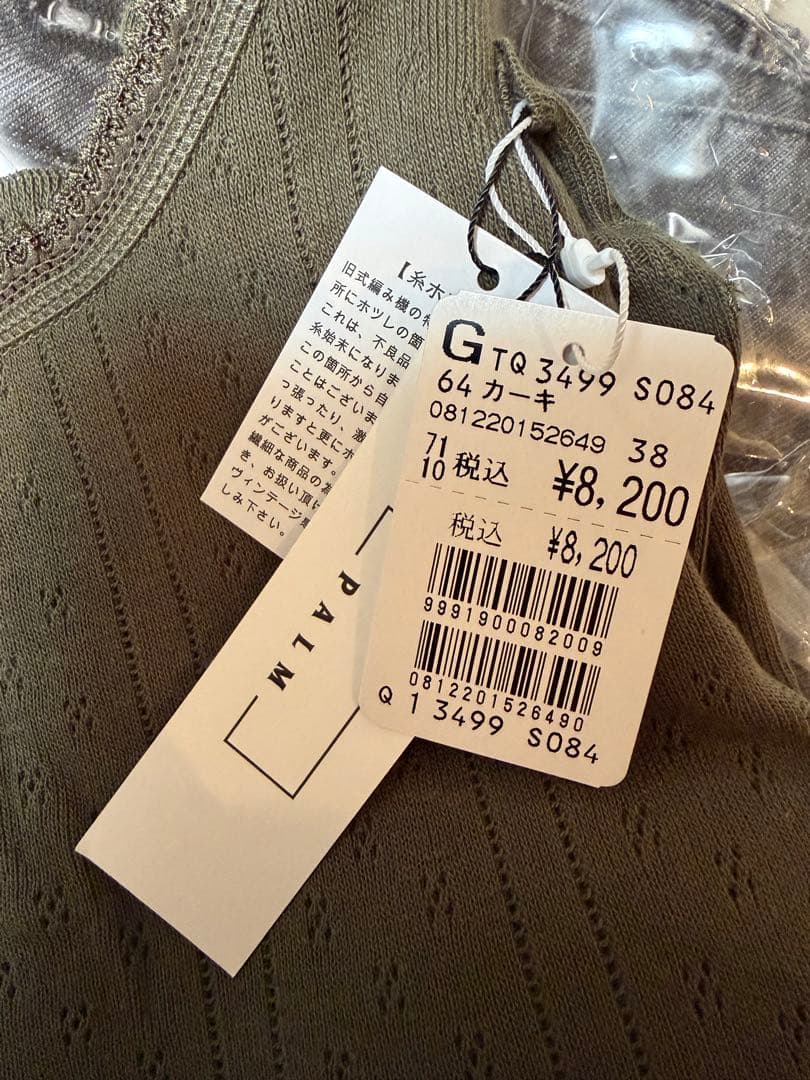 【糸ホ
旧式編み機の特
所にホツレの箇
これは、不良品
糸始末になりま
この箇所から自
ことはございま
っ張ったり、激
りますと更にホ
がございます。
繊細な商品の為
き、お扱い頂け
ヴィンテージ
しみ下さい。
PALM
G TQ 3499 S084
64 カーキ
081220152649 38
71
10 税込 ¥8,200
税込 ¥8,200
9991900082009
0812201526490
Q 1 3499 S084